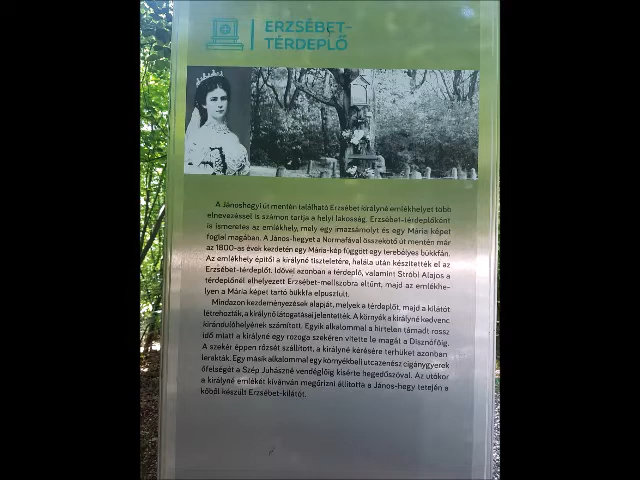 ERZSÉBET-
TÉRDEPLŐ
A Jánoshegyi út mentén található Erzsébet királyné emlékhelyet több
elnevezéssel is számon tartja a helyi lakosság. Erzsébet-térdeplőként
is ismeretes az emlékhely, mely egy imazsámolyt és egy Mária képet
foglal magában. A János-hegyet a Normafával összekötő út mentén már
az 1800-as évek kezdetén egy Mária-kép függött egy terebélyes bükkfán.
Az emlékhely építői a királyné tiszteletére, halála után készítették el az
Erzsébet-térdeplőt. Idővel azonban a térdeplő, valamint Stróbl Alajos a
térdeplőnél elhelyezett Erzsébet-mellszobra eltűnt, majd az emlékhe-
lyen a Mária képet tartó bükkfa elpusztult.
Mindazon kezdeményezések alapját, melyek a térdeplőt, majd a kilátót
létrehozták, a királynő látogatásai jelentették. A környék a királyné kedvenc
kirándulóhelyének számított. Egyik alkalommal a hirtelen támadt rossz
idő miatt a királyné egy rozoga szekéren vitette le magát a Disznófőig.
A szekér éppen rőzsét szállított, a királyné kérésére terhüket azonban
lerakták. Egy másik alkalommal egy környékbeli utcazenész cigánygyerek
őfelségét a Szép Juhászné vendéglőig kísérte hegedőszóval. Az utókor
a királyné emlékét kívánván megőrizni állította a János-hegy tetején a
kőből készült Erzsébet-kilátót.